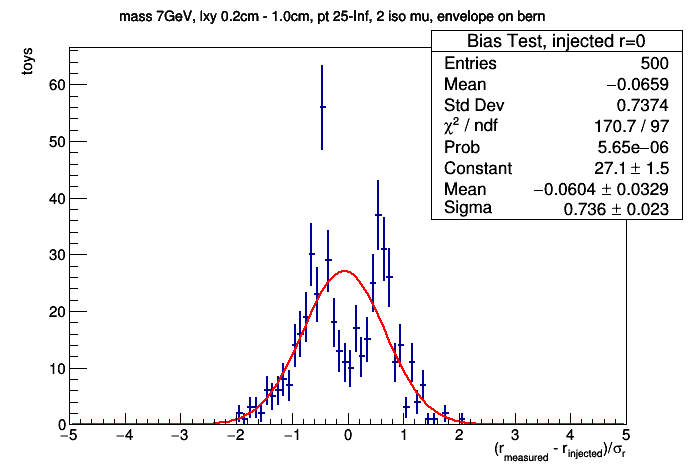 mass 7GeV, lxy 0.2cm - 1.0cm, pt 25-Inf, 2 iso mu, envelope on bern
Bias Test, injected r=0
Entries 500
Mean −0.0659
Std Dev 0.7374
χ² / ndf 170.7 / 97
Prob 5.65e−06
Constant 27.1 ± 1.5
Mean −0.0604 ± 0.0329
Sigma 0.736 ± 0.023
toys
60
50
40
30
20
10
0
−5 −4 −3 −2 −1 0 1 2 3 4 5
(r_measured - r_injected)/σ_r